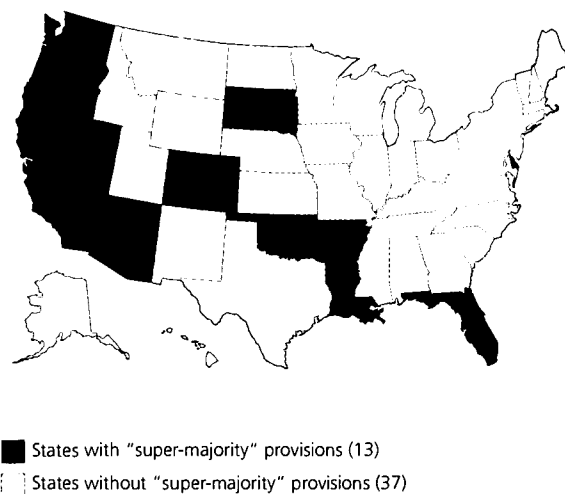 States with "super-majority" provisions (13)
States without "super-majority" provisions (37)